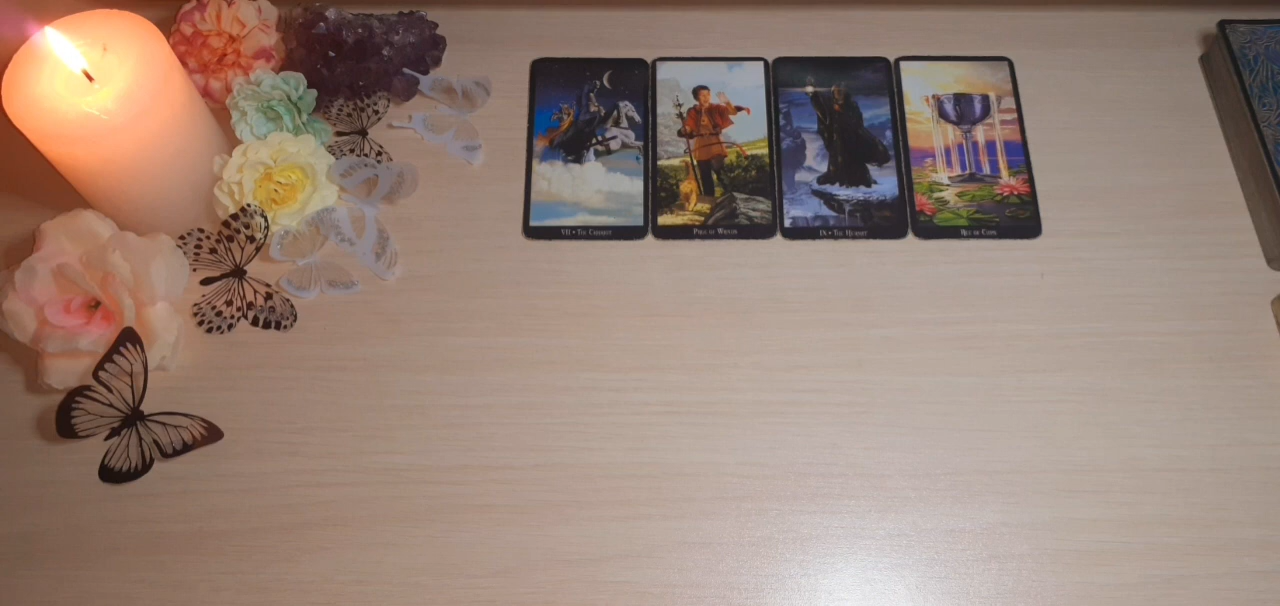 VII • The Chariot
Page of Wands
IX • The Hermit
Ace of Cups